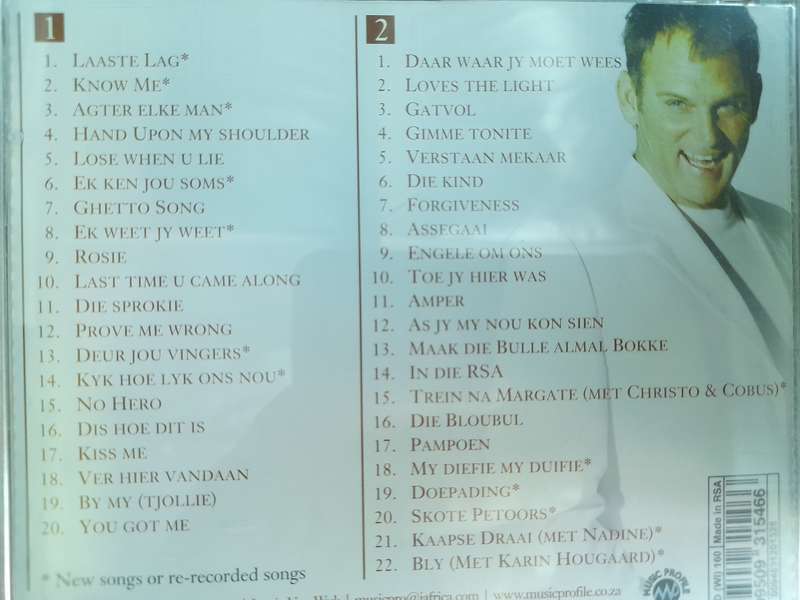 1
1. Laaste Lag*
2. Know Me*
3. Agter elke man*
4. Hand Upon my shoulder
5. Lose when u lie
6. Ek ken jou soms*
7. Ghetto Song
8. Ek weet jy weet*
9. Rosie
10. Last time u came along
11. Die sprokie
12. Prove me wrong
13. Deur jou vingers*
14. Kyk hoe lyk ons nou*
15. No Hero
16. Dis hoe dit is
17. Kiss me
18. Ver hier vandaan
19. By my (tjollie)
20. You got me
* New songs or re-recorded songs
2
1. Daar waar jy moet wees
2. Loves the light
3. Gatvol
4. Gimme tonite
5. Verstaan mekaar
6. Die kind
7. Forgiveness
8. Assegaai
9. Engele om ons
10. Toe jy hier was
11. Amper
12. As jy my nou kon sien
13. Maak die Bulle almal Bokke
14. In die RSA
15. Trein na Margate (met Christo & Cobus)*
16. Die Bloubul
17. Pampoen
18. My diefie my duifie*
19. Doepading*
20. Skote Petoors*
21. Kaapse Draai (met Nadine)*
22. Bly (Met Karin Hougaard)*
Made in RSA
315466
MUSIC PROFILE
| musicpro@iafrica.com | www.musicprofile.co.za